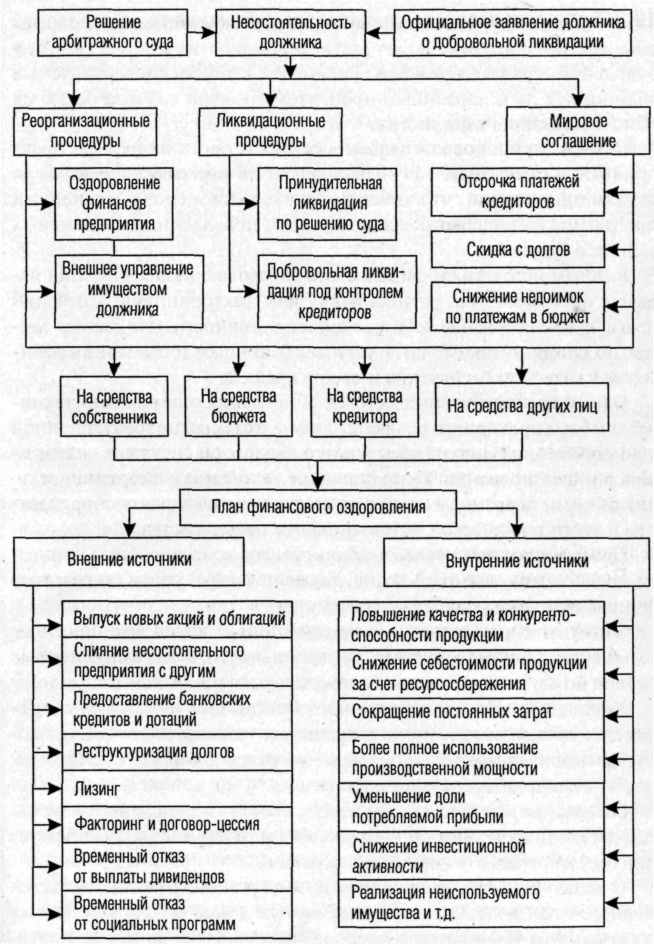 Решение
арбитражного суда
Несостоятельность
должника
Официальное заявление должника
о добровольной ликвидации
Реорганизационные
процедуры
Ликвидационные
процедуры
Мировое
соглашение
Оздоровление
финансов
предприятия
Принудительная
ликвидация
по решению суда
Отсрочка платежей
кредиторов
Скидка с долгов
Внешнее управление
имуществом
должника
Добровольная ликви-
дация под контролем
кредиторов
Снижение недоимок
по платежам в бюджет
На средства
собственника
На средства
бюджета
На средства
кредитора
На средства других лиц
План финансового оздоровления
Внешние источники
Выпуск новых акций и облигаций
Слияние несостоятельного
предприятия с другими
Предоставление банковских
кредитов и дотаций
Реструктуризация долгов
Лизинг
Факторинг и диверсия
Временный отказ
от выплаты дивидендов
Временный отказ
от социальных программ
Внутренние источники
Повышение качества и конкуренто-
способности продукции
Снижение себестоимости продукции
за счет ресурсосбережения
Сокращение постоянных затрат
Более полное использование
производственной мощности
Уменьшение доли
потребляемой прибыли
Снижение инвестиционной
активности
Реализация неиспользуемого
имущества и т.д.